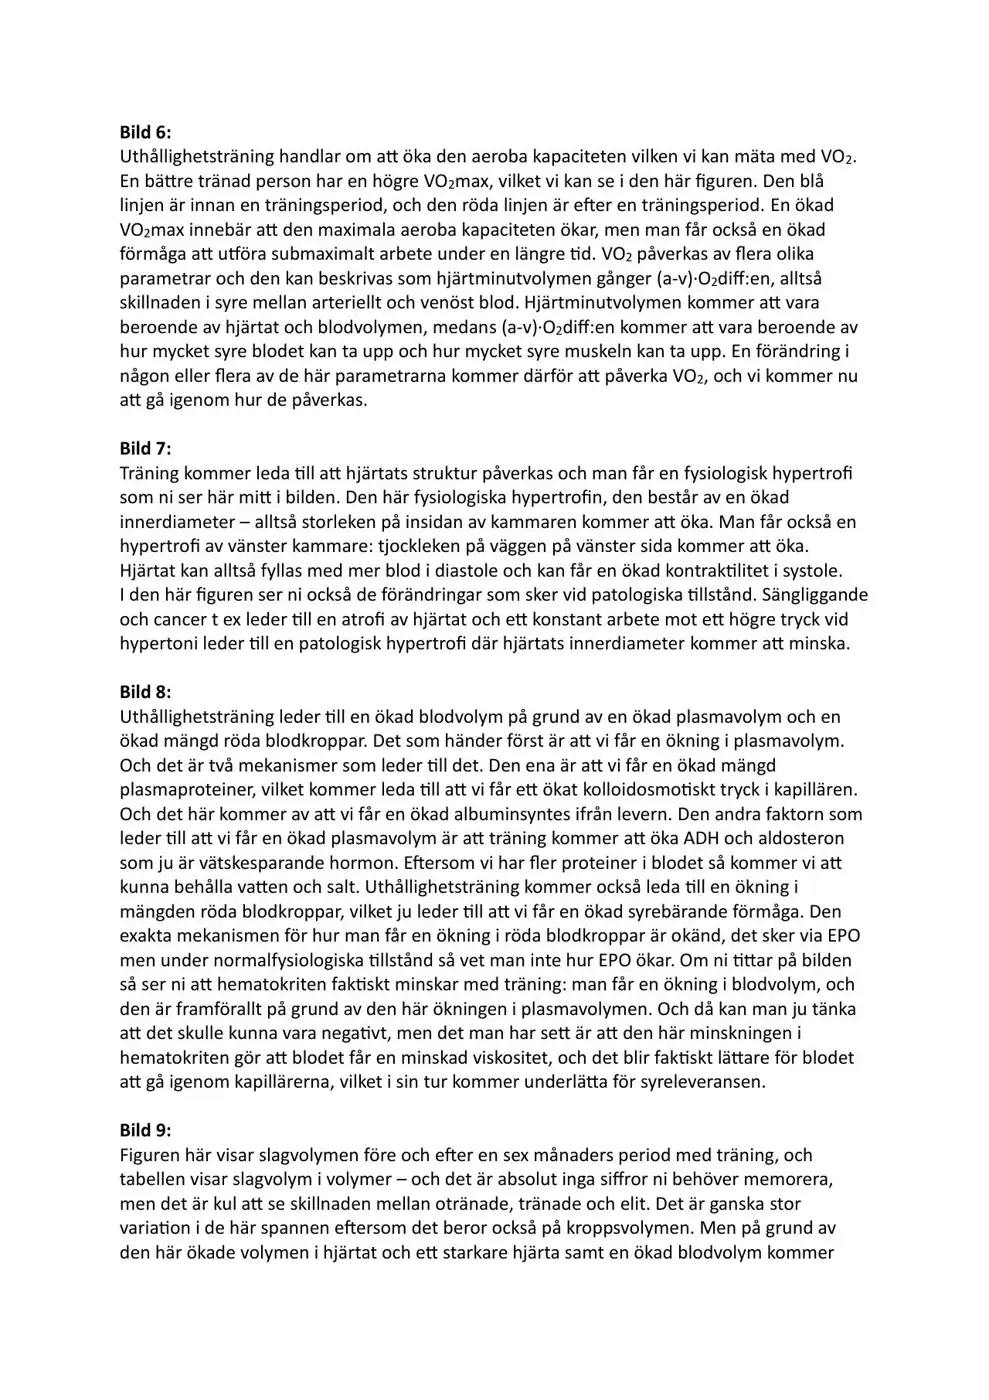 Bild 6:
Uthållighetsträning handlar om att öka den aeroba kapaciteten vilken vi kan mäta med VO₂.
En bättre tränad person har en högre VO₂max, vilket vi kan se i den här figuren. Den blå
linjen är innan en träningsperiod, och den röda linjen är efter en träningsperiod. En ökad
VO₂max innebär att den maximala aeroba kapaciteten ökar, men man får också en ökad
förmåga att utföra submaximalt arbete under en längre tid. VO₂ påverkas av flera olika
parametrar och den kan beskrivas som hjärtminutvolymen gånger (a-v)·O₂diff:en, alltså
skillnaden i syre mellan arteriellt och venöst blod. Hjärtminutvolymen kommer att vara
beroende av hjärtat och blodvolymen, medans (a-v)·O₂diff:en kommer att vara beroende av
hur mycket syre blodet kan ta upp och hur mycket syre muskeln kan ta upp. En förändring i
någon eller flera av de här parametrarna kommer därför att påverka VO₂, och vi kommer nu
att gå igenom hur de påverkas.
Bild 7:
Träning kommer leda till att hjärtats struktur påverkas och man får en fysiologisk hypertrofi
som ni ser här mitt i bilden. Den här fysiologiska hypertrofin, den består av en ökad
innerdiameter – alltså storleken på insidan av kammaren kommer att öka. Man får också en
hypertrofi av vänster kammare: tjockleken på väggen på vänster sida kommer att öka.
Hjärtat kan alltså fyllas med mer blod i diastole och kan får en ökad kontraktilitet i systole.
I den här figuren ser ni också de förändringar som sker vid patologiska tillstånd. Sängliggande
och cancer t ex leder till en atrofi av hjärtat och ett konstant arbete mot ett högre tryck vid
hypertoni leder till en patologisk hypertrofi där hjärtats innerdiameter kommer att minska.
Bild 8:
Uthållighetsträning leder till en ökad blodvolym på grund av en ökad plasmavolym och en
ökad mängd röda blodkroppar. Det som händer först är att vi får en ökning i plasmavolym.
Och det är två mekanismer som leder till det. Den ena är att vi får en ökad mängd
plasmaproteiner, vilket kommer leda till att vi får ett ökat kolloidosmotiskt tryck i kapillären.
Och det här kommer av att vi får en ökad albuminsyntes ifrån levern. Den andra faktorn som
leder till att vi får en ökad plasmavolym är att träning kommer att öka ADH och aldosteron
som ju är vätskesparande hormon. Eftersom vi har fler proteiner i blodet så kommer vi att
kunna behålla vatten och salt. Uthållighetsträning kommer också leda till en ökning i
mängden röda blodkroppar, vilket ju leder till att vi får en ökad syrebärande förmåga. Den
exakta mekanismen för hur man får en ökning i röda blodkroppar är okänd, det sker via EPO
men under normalfysiologiska tillstånd så vet man inte hur EPO ökar. Om ni tittar på bilden
så ser ni att hematokriten faktiskt minskar med träning: man får en ökning i blodvolym, och
den är framförallt på grund av den här ökningen i plasmavolymen. Och då kan man ju tänka
att det skulle kunna vara negativt, men det man har sett är att den här minskningen i
hematokriten gör att blodet får en minskad viskositet, och det blir faktiskt lättare för blodet
att gå igenom kapillärerna, vilket i sin tur kommer underlätta för syreleveransen.
Bild 9:
Figuren här visar slagvolymen före och efter en sex månaders period med träning, och
tabellen visar slagvolym i volymer – och det är absolut inga siffror ni behöver memorera,
men det är kul att se skillnaden mellan otränade, tränade och elit. Det är ganska stor
variation i de här spannen eftersom det beror också på kroppsvolymen. Men på grund av
den här ökade volymen i hjärtat och ett starkare hjärta samt en ökad blodvolym kommer